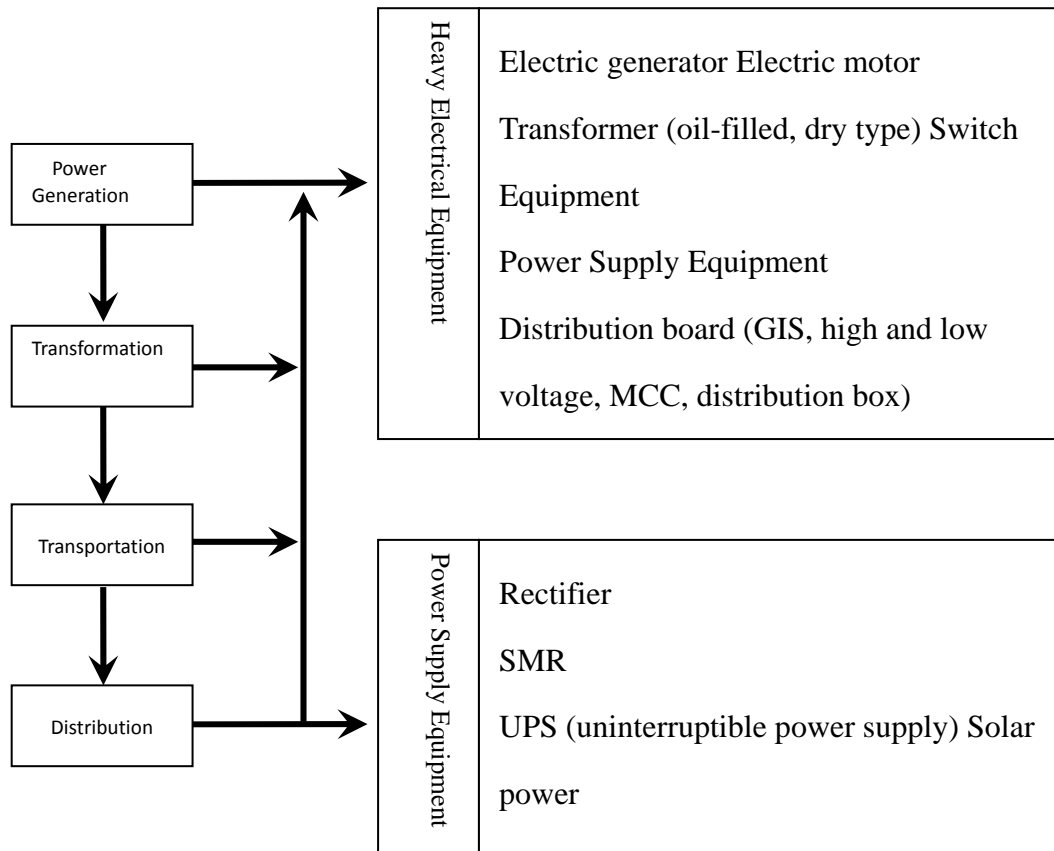 Power
Generation
Transformation
Transportation
Distribution
Heavy Electrical Equipment
Electric generator Electric motor
Transformer (oil-filled, dry type) Switch
Equipment
Power Supply Equipment
Distribution board (GIS, high and low
voltage, MCC, distribution box)
Power Supply Equipment
Rectifier
SMR
UPS (uninterruptible power supply) Solar
power